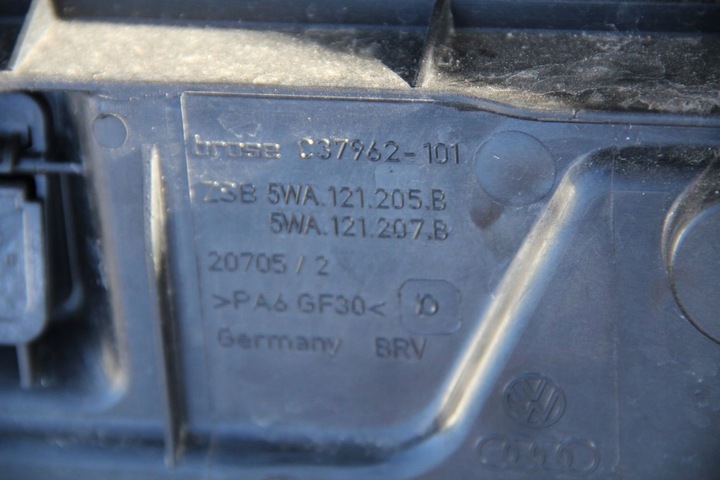 brose C37962-101
ZSB 5WA.121.205.B
5WA.121.207.B
20705/2
>PA6 GF30<
Germany BRV